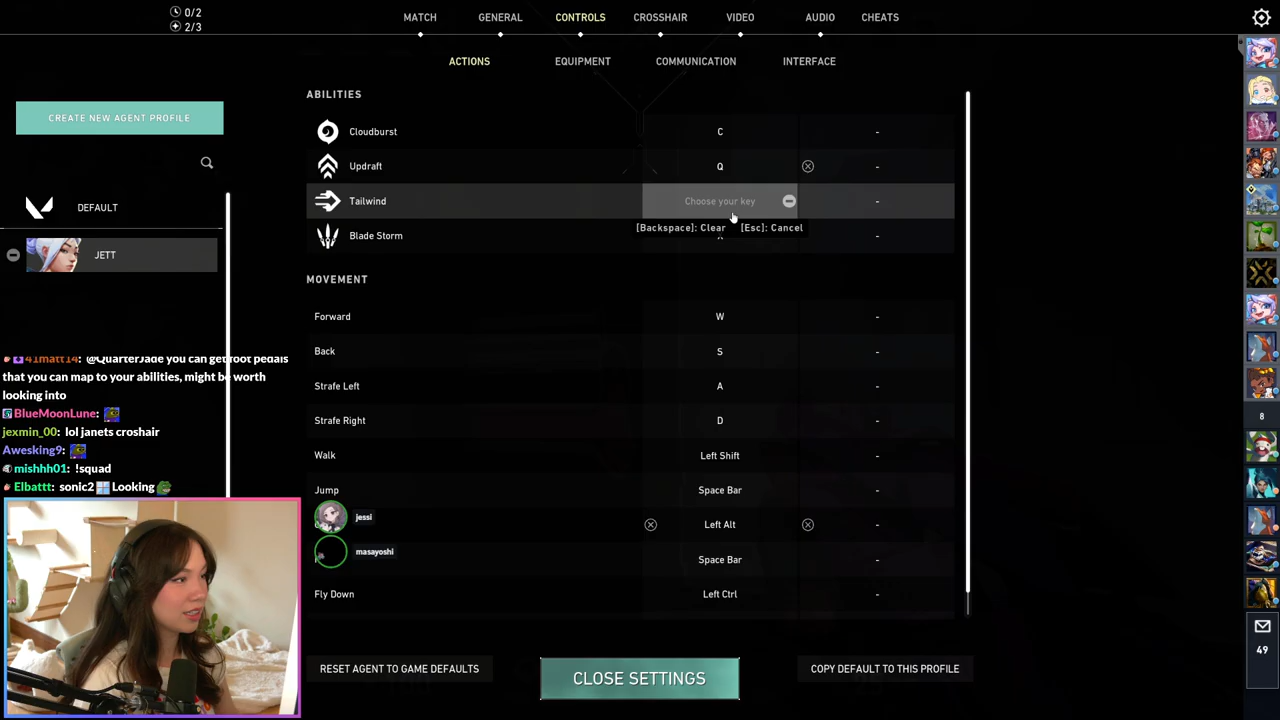 0/2
2/3
MATCH
GENERAL
CONTROLS
CROSSHAIR
VIDEO
AUDIO
CHEATS
ACTIONS
EQUIPMENT
COMMUNICATION
INTERFACE
CREATE NEW AGENT PROFILE
DEFAULT
JETT
ABILITIES
Cloudburst C -
Updraft Q -
Tailwind Choose your key -
[Backspace]: Clear [Esc]: Cancel
Blade Storm -
MOVEMENT
Forward W -
Back S -
Strafe Left A -
Strafe Right D -
Walk Left Shift -
Jump Space Bar -
Left Alt -
Space Bar -
Fly Down Left Ctrl -
41matt14: @QuarterJade you can get foot pedals
that you can map to your abilities, might be worth
looking into
BlueMoonLune:
jexmin_00: lol janets croshair
Awesking9:
mishhh01: !squad
Elbattt: sonic2 Looking
jessi
masayoshi
RESET AGENT TO GAME DEFAULTS
CLOSE SETTINGS
COPY DEFAULT TO THIS PROFILE
8
49